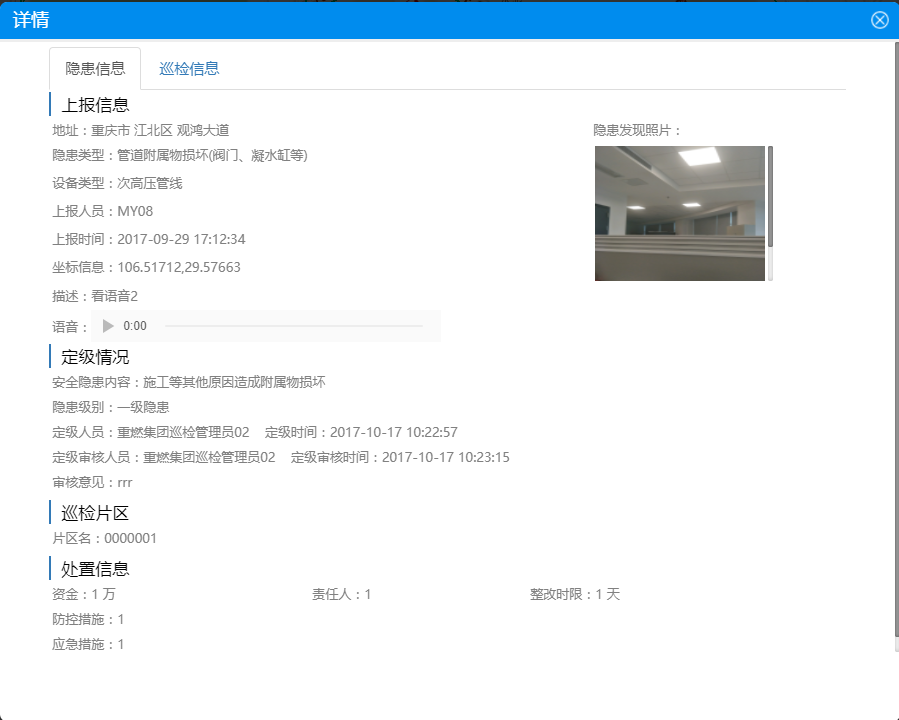 详情
隐患信息 巡检信息
上报信息
地址：重庆市 江北区 观鸿大道
隐患发现照片：
隐患类型：管道附属物损坏(阀门、凝水缸等)
设备类型：次高压管线
上报人员：MY08
上报时间：2017-09-29 17:12:34
坐标信息：106.51712,29.57663
描述：看语音2
语音： 0:00
定级情况
安全隐患内容：施工等其他原因造成附属物损坏
隐患级别：一级隐患
定级人员：重燃集团巡检管理员02 定级时间：2017-10-17 10:22:57
定级审核人员：重燃集团巡检管理员02 定级审核时间：2017-10-17 10:23:15
审核意见：rrr
巡检片区
片区名：0000001
处置信息
资金：1 万 责任人：1 整改时限：1 天
防控措施：1
应急措施：1